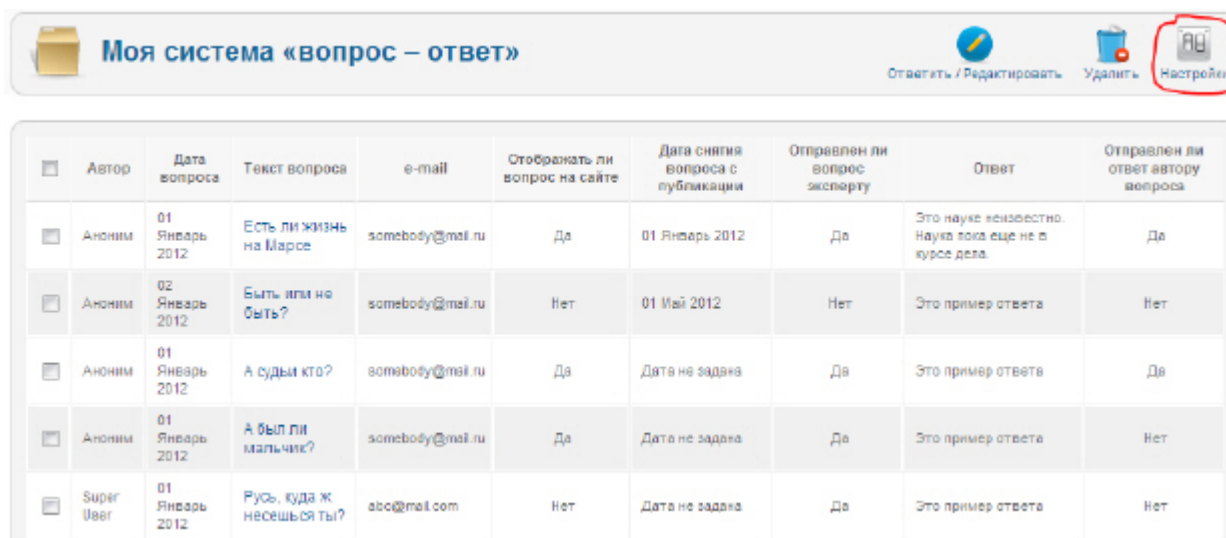 Моя система «вопрос – ответ»
Ответить / Редактировать
Удалить
Настройки
Автор
Дата
вопроса
Текст вопроса
e-mail
Отображать ли
вопрос на сайте
Дата снятия
вопроса с
публикации
Отправлен ли
вопрос
эксперту
Ответ
Отправлен ли
ответ автору
вопроса
Аноним
01
Январь
2012
Есть ли жизнь
на Марсе
somebody@mail.ru
Да
01 Январь 2012
Да
Это науке неизвестно.
Наука пока еще не в
курсе дела.
Да
Аноним
02
Январь
2012
Быть или не
быть?
somebody@mail.ru
Нет
01 Май 2012
Нет
Это пример ответа
Нет
Аноним
01
Январь
2012
А судьи кто?
somebody@mail.ru
Да
Дата не задана
Да
Это пример ответа
Да
Аноним
01
Январь
2012
А был ли
мальчик?
somebody@mail.ru
Да
Дата не задана
Да
Это пример ответа
Нет
Super
User
01
Январь
2012
Русь, куда ж
несешься ты?
abc@mail.com
Нет
Дата не задана
Да
Это пример ответа
Нет